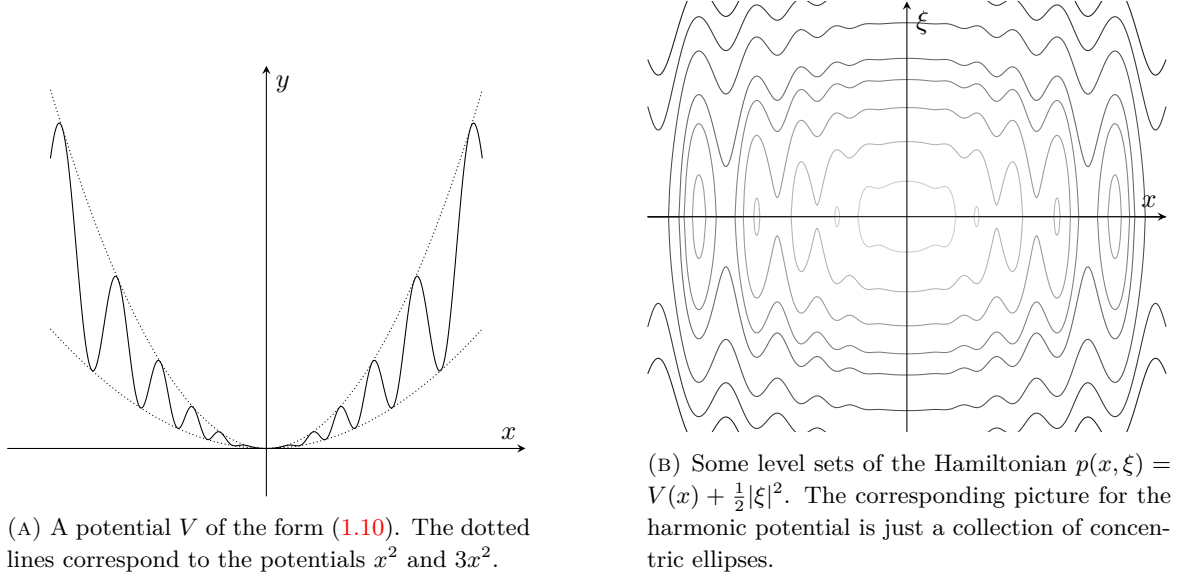 y
x
(A) A potential V of the form (1.10). The dotted
lines correspond to the potentials x² and 3x².
ξ
x
(B) Some level sets of the Hamiltonian p(x, ξ) =
V(x) + ½|ξ|². The corresponding picture for the
harmonic potential is just a collection of concen-
tric ellipses.